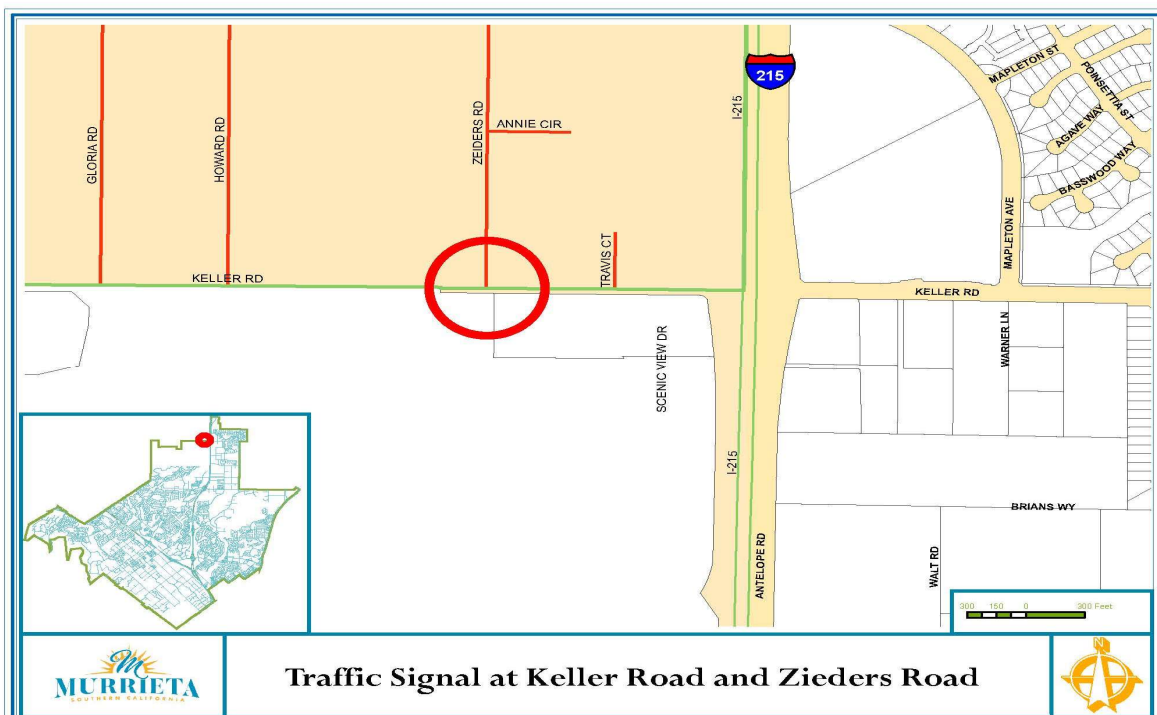 215
MAPLETON ST
POINSETTIA ST
I-215
ANNIE CIR
ZEIDERS RD
GLORIA RD
HOWARD RD
AGAVE WAY
BASSWOOD WAY
MAPLETON AVE
TRAVIS CT
KELLER RD
KELLER RD
WARNER LN
SCENIC VIEW DR
I-215
ANTELOPE RD
BRIANS WY
WALT RD
300 150 0 300 Feet
M
MURRIETA
SOUTHERN CALIFORNIA
Traffic Signal at Keller Road and Zieders Road
N